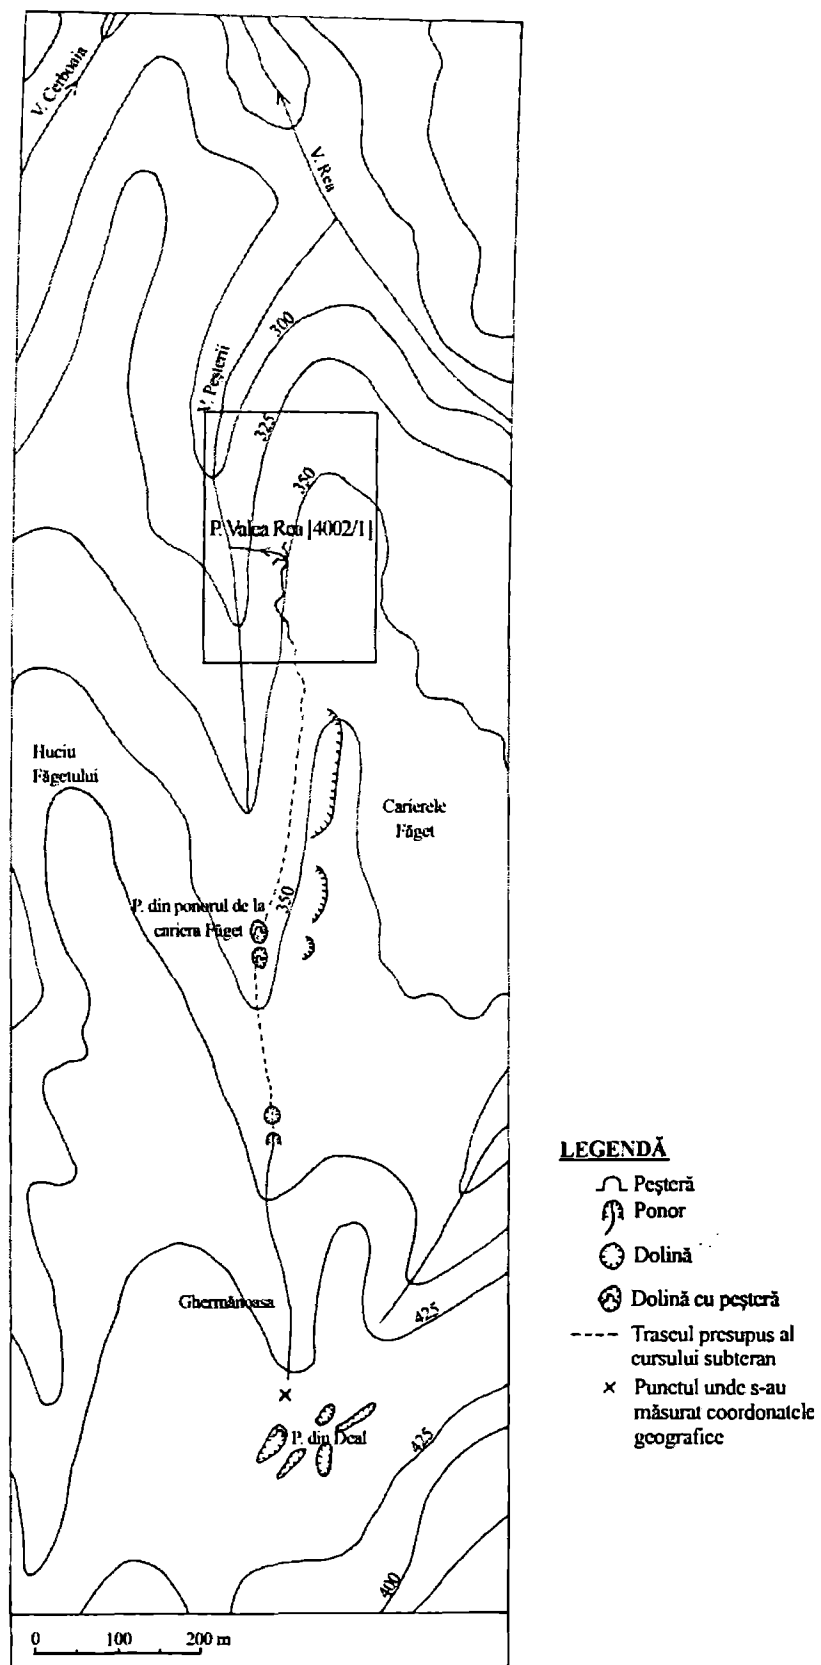 V. Cerboaia
V. Rea
300
V. Peșterii
325
350
P. Valea Rea [4002/1]
Huciu
Făgetului
Carierele
Făget
350
P. din ponorul de la
cariera Făget
Ghermănoasa
425
P. din Deal
425
400
0 100 200 m
LEGENDĂ
Peșteră
Ponor
Dolină
Dolină cu peșteră
Traseul presupus al
cursului subteran
Punctul unde s-au
măsurat coordonatele
geografice